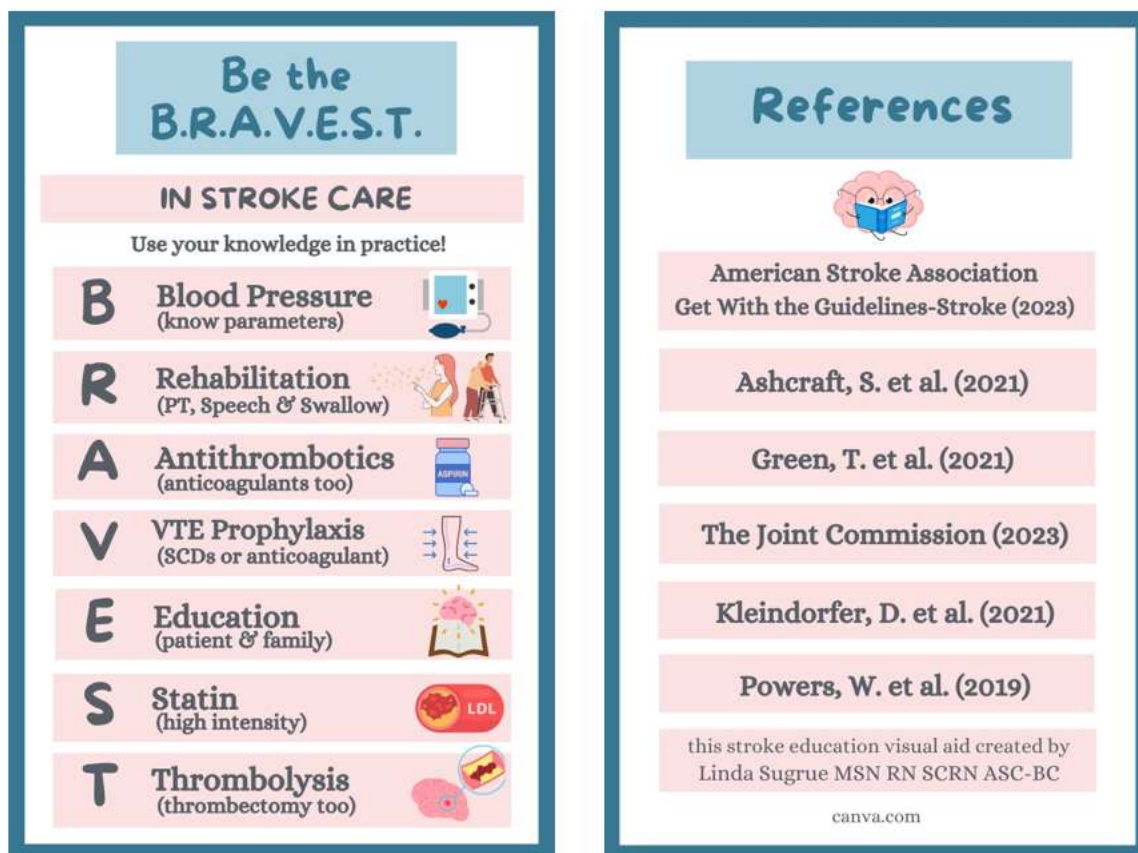 Be the
B.R.A.V.E.S.T.
IN STROKE CARE
Use your knowledge in practice!
B
Blood Pressure
(know parameters)
R
Rehabilitation
(PT, Speech & Swallow)
A
Antithrombotics
(anticoagulants too)
ASPIRIN
V
VTE Prophylaxis
(SCDs or anticoagulant)
E
Education
(patient & family)
S
Statin
(high intensity)
LDL
T
Thrombolysis
(thrombectomy too)
References
American Stroke Association
Get With the Guidelines-Stroke (2023)
Ashcraft, S. et al. (2021)
Green, T. et al. (2021)
The Joint Commission (2023)
Kleindorfer, D. et al. (2021)
Powers, W. et al. (2019)
this stroke education visual aid created by
Linda Sugrue MSN RN SCRN ASC-BC
canva.com